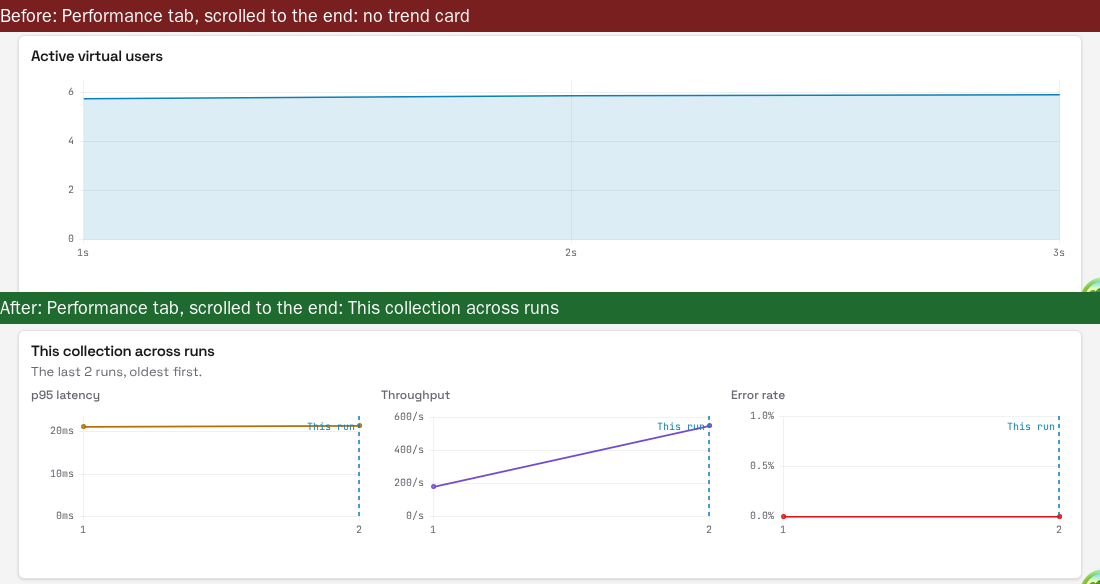 Before: Performance tab, scrolled to the end: no trend card
Active virtual users
6
4
2
0
1s 2s 3s
After: Performance tab, scrolled to the end: This collection across runs
This collection across runs
The last 2 runs, oldest first.
p95 latency
20ms
10ms
0ms
This run
1 2
Throughput
600/s
400/s
200/s
0/s
This run
1 2
Error rate
1.0%
0.5%
0.0%
This run
1 2